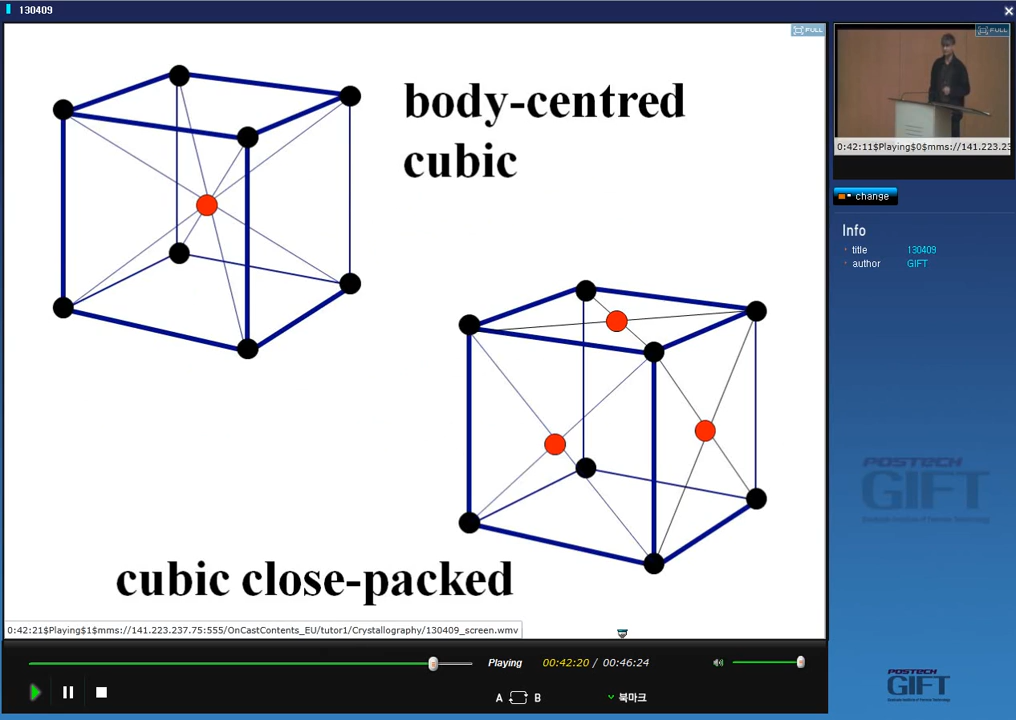 130409
FULL
body-centred
cubic
cubic close-packed
0:42:21$Playing$1$mms://141.223.237.75:555/OnCastContents_EU/tutor1/Crystallography/130409_screen.wmv
FULL
0:42:11$Playing$0$mms://141.223.23
change
Info
title 130409
author GIFT
POSTECH
GIFT
Playing 00:42:20 / 00:46:24
A B 북마크
POSTECH
GIFT